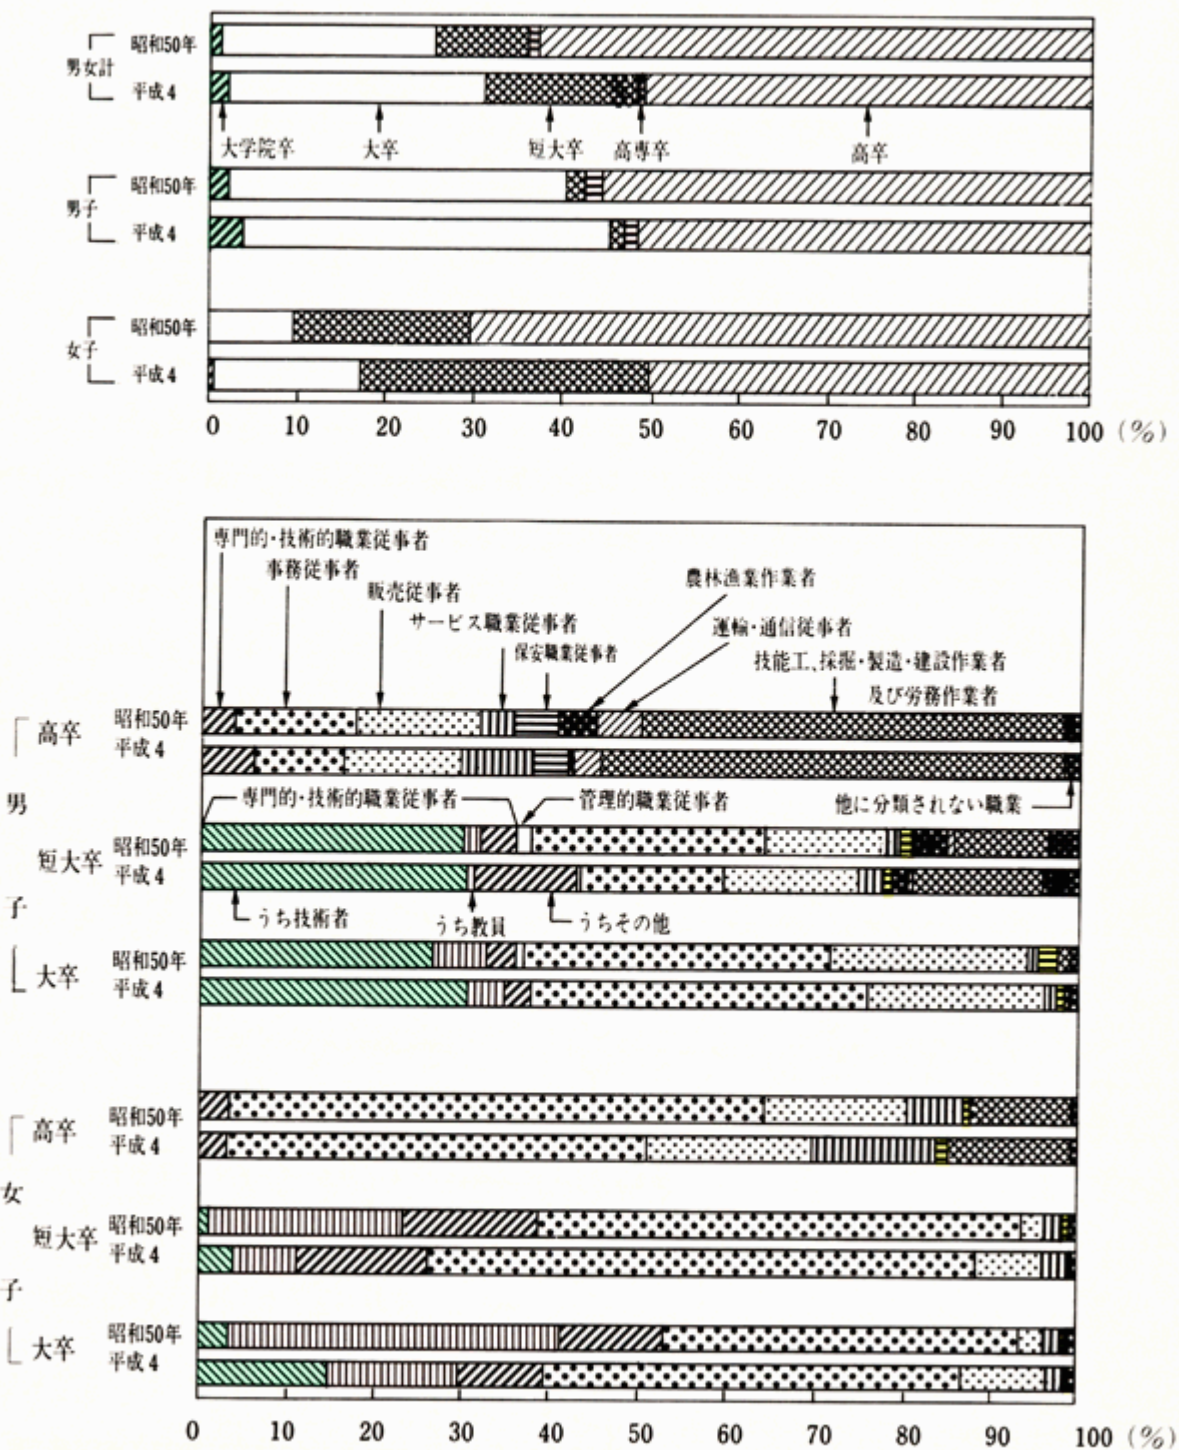 男女計
昭和50年
平成4
大学院卒
大卒
短大卒
高専卒
高卒
男子
昭和50年
平成4
女子
昭和50年
平成4
0 10 20 30 40 50 60 70 80 90 100 (%)
専門的・技術的職業従事者
事務従事者
販売従事者
サービス職業従事者
保安職業従事者
農林漁業作業者
運輸・通信従事者
技能工、採掘・製造・建設作業者
及び労務作業者
男子
高卒
昭和50年
平成4
専門的・技術的職業従事者
管理的職業従事者
他に分類されない職業
短大卒
昭和50年
平成4
うち技術者
うち教員
うちその他
大卒
昭和50年
平成4
女子
高卒
昭和50年
平成4
短大卒
昭和50年
平成4
大卒
昭和50年
平成4
0 10 20 30 40 50 60 70 80 90 100 (%)